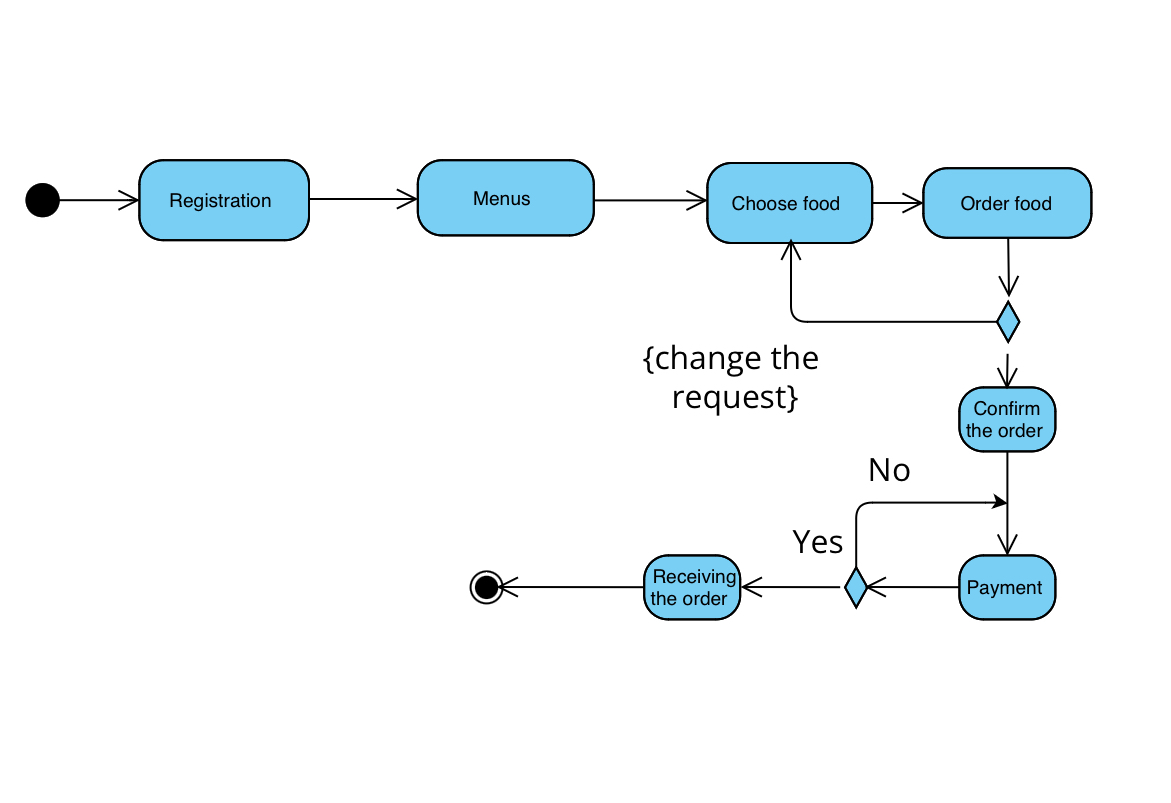 Registration
Menus
Choose food
Order food
{change the
request}
Confirm
the order
No
Yes
Receiving
the order
Payment